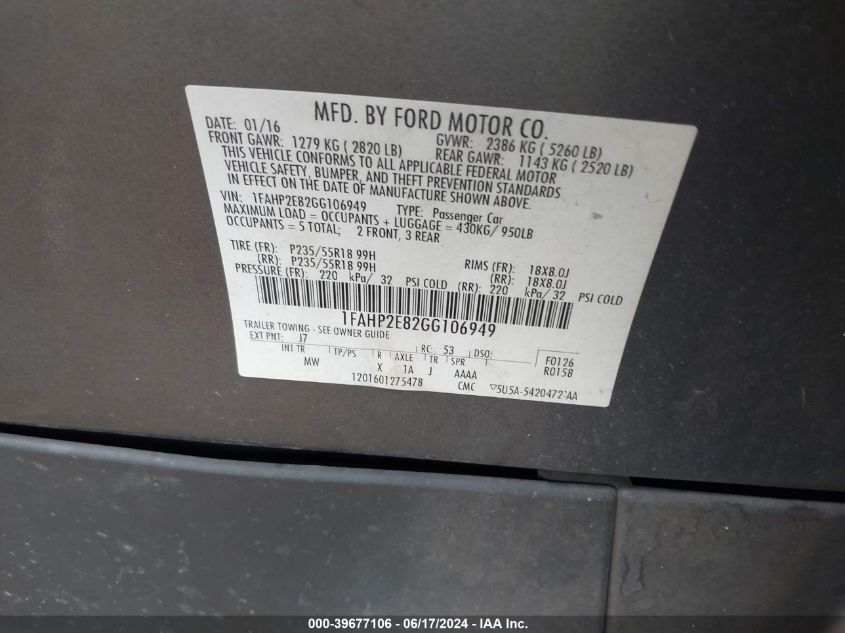 MFD. BY FORD MOTOR CO.
DATE: 01/16 GVWR: 2386 KG ( 5260 LB)
FRONT GAWR: 1279 KG ( 2820 LB) REAR GAWR: 1143 KG ( 2520 LB)
THIS VEHICLE CONFORMS TO ALL APPLICABLE FEDERAL MOTOR
VEHICLE SAFETY, BUMPER, AND THEFT PREVENTION STANDARDS
IN EFFECT ON THE DATE OF MANUFACTURE SHOWN ABOVE.
VIN: 1FAHP2E82GG106949 TYPE: Passenger Car
MAXIMUM LOAD = OCCUPANTS + LUGGAGE = 430KG/ 950LB
OCCUPANTS = 5 TOTAL; 2 FRONT, 3 REAR
TIRE (FR): P235/55R18 99H RIMS (FR): 18X8.0J
(RR): P235/55R18 99H (RR): 18X8.0J
PRESSURE (FR): 220 kPa/ 32 PSI COLD (RR): 220 kPa/ 32 PSI COLD
1FAHP2E82GG106949
TRAILER TOWING - SEE OWNER GUIDE
EXT PNT: J7 RC: 53 DSO: F0126
INT TR TP/PS R AXLE TR SPR R0158
MW X 1A J AAAA
1201601275478 CMC 5U5A-5420472-AA
000-39677106 - 06/17/2024 - IAA Inc.